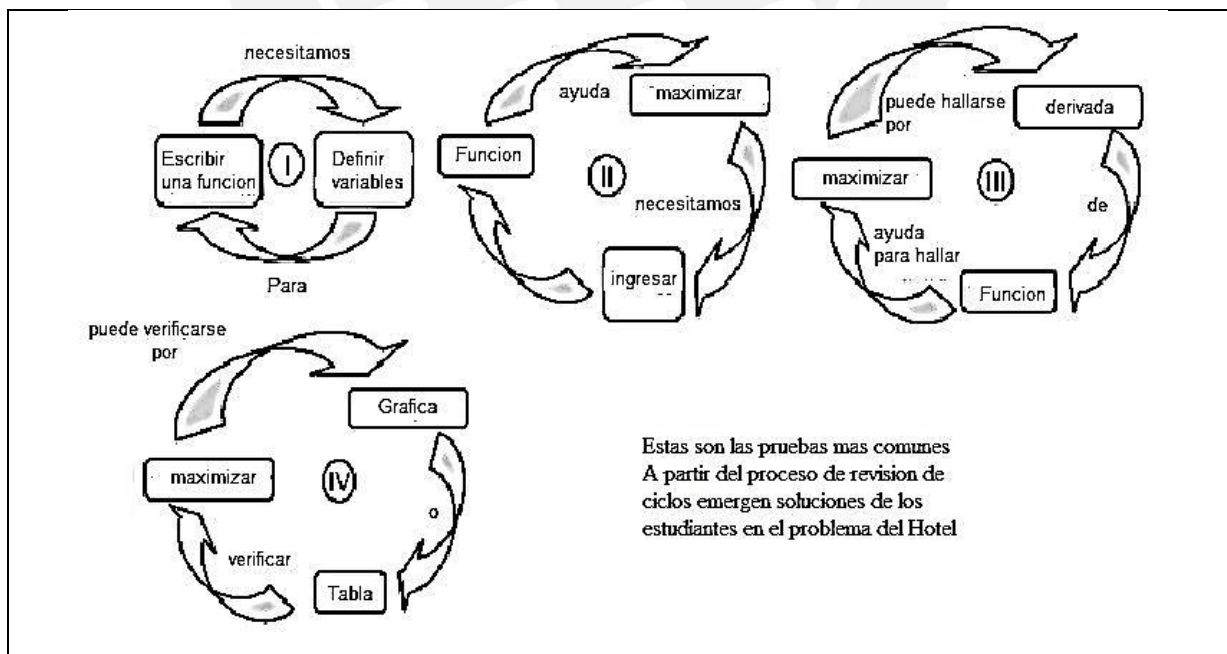 necesitamos
Escribir
una funcion
I
Definir
variables
Para
ayuda
maximizar
Funcion
II
necesitamos
ingresar
puede hallarse
por
derivada
maximizar
III
de
ayuda
para hallar
Funcion
puede verificarse
por
Grafica
maximizar
IV
o
verificar
Tabla
Estas son las pruebas mas comunes
A partir del proceso de revision de
ciclos emergen soluciones de los
estudiantes en el problema del Hotel